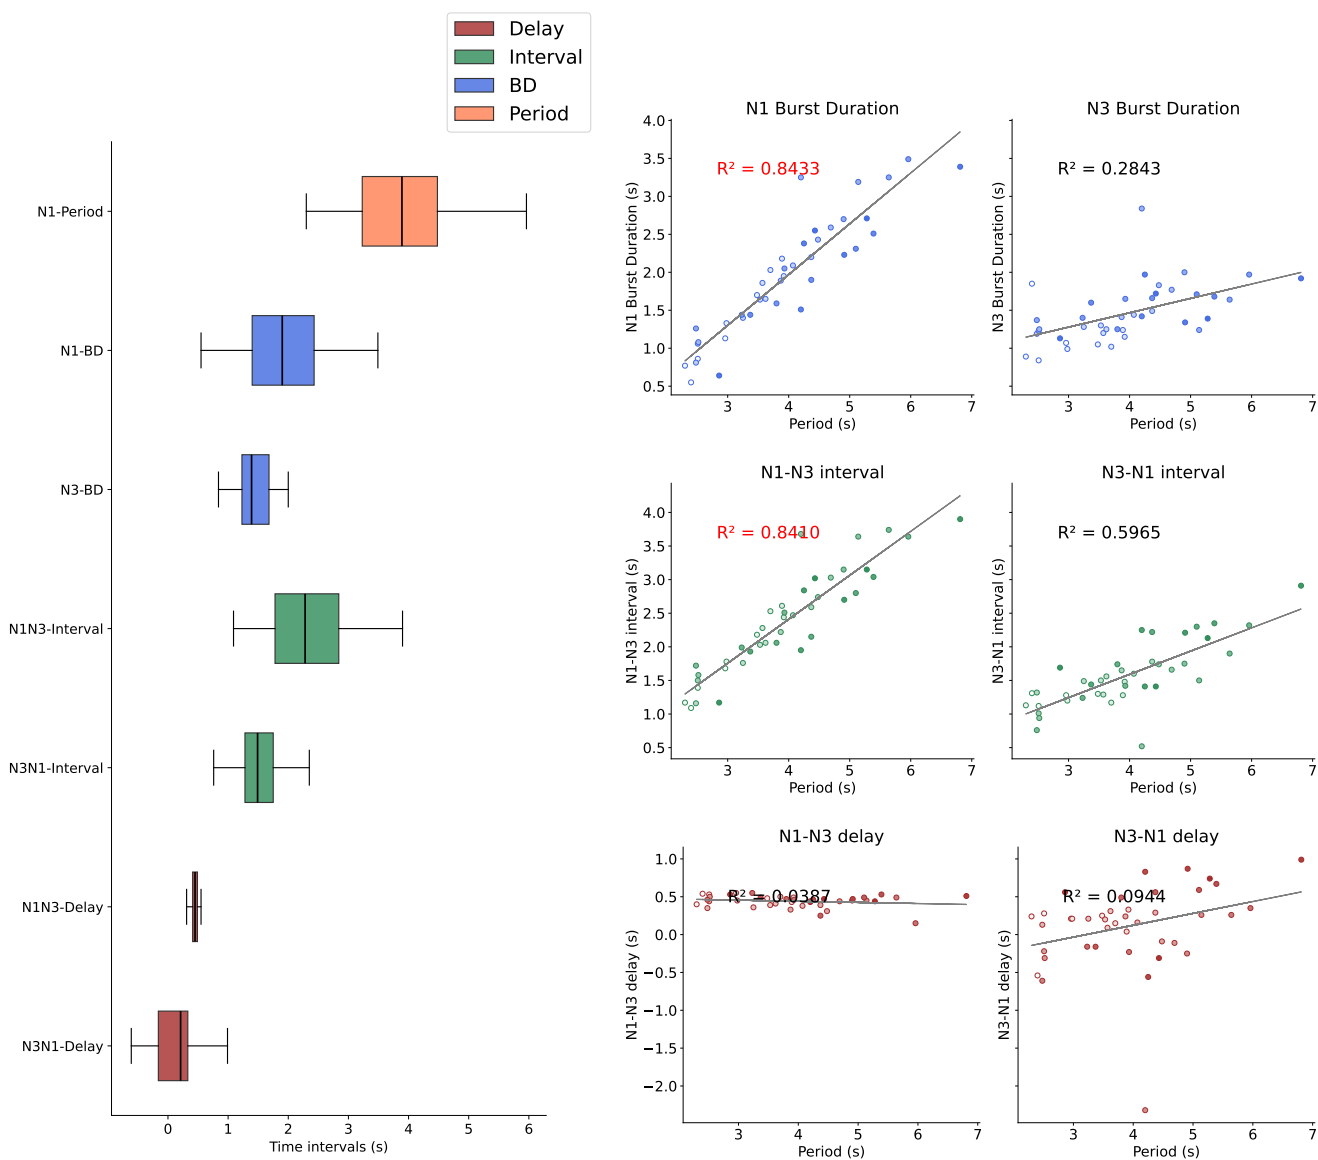 Delay
Interval
BD
Period
N1-Period
N1-BD
N3-BD
N1N3-Interval
N3N1-Interval
N1N3-Delay
N3N1-Delay
0 1 2 3 4 5 6
Time intervals (s)
N1 Burst Duration
R² = 0.8433
N1 Burst Duration (s)
4.0
3.5
3.0
2.5
2.0
1.5
1.0
0.5
3 4 5 6 7
Period (s)
N3 Burst Duration
R² = 0.2843
N3 Burst Duration (s)
3 4 5 6 7
Period (s)
N1-N3 interval
R² = 0.8410
N1-N3 interval (s)
4.0
3.5
3.0
2.5
2.0
1.5
1.0
0.5
3 4 5 6 7
Period (s)
N3-N1 interval
R² = 0.5965
N3-N1 interval (s)
3 4 5 6 7
Period (s)
N1-N3 delay
R² = 0.0387
N1-N3 delay (s)
1.0
0.5
0.0
−0.5
−1.0
−1.5
−2.0
3 4 5 6 7
Period (s)
N3-N1 delay
R² = 0.0944
N3-N1 delay (s)
3 4 5 6 7
Period (s)